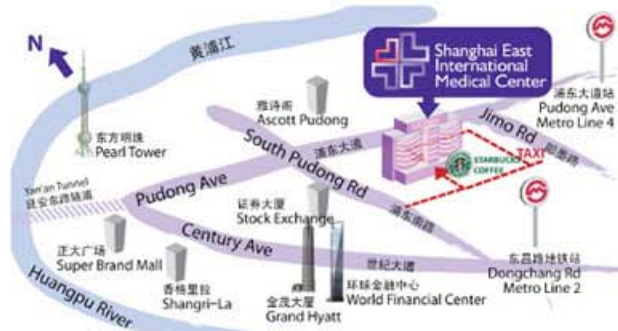 N
黄浦江
Shanghai East
International
Medical Center
浦东大道站
Pudong Ave
Metro Line 4
雅诗阁
Ascott Pudong
Jimo Rd
即墨路
东方明珠
Pearl Tower
South Pudong Rd
浦东大道
TAXI
STARBUCKS
COFFEE
Yan'an Tunnel
延安东路隧道
Pudong Ave
证券大厦
Stock Exchange
浦东南路
正大广场
Super Brand Mall
Century Ave
世纪大道
东昌路地铁站
Dongchang Rd
Metro Line 2
香格里拉
Shangri-La
金茂大厦
Grand Hyatt
环球金融中心
World Financial Center
Huangpu River